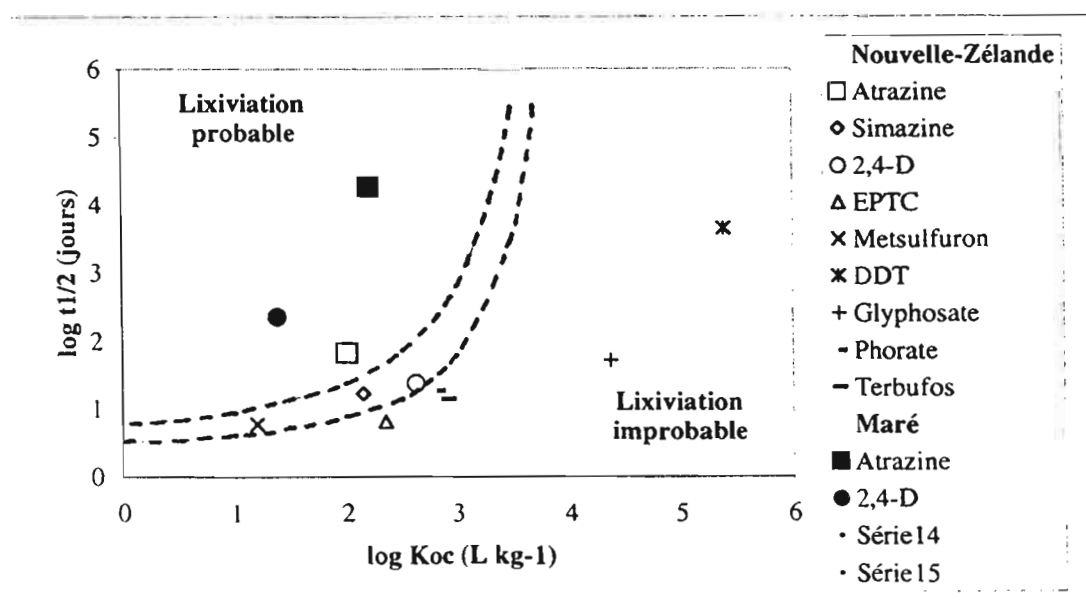 6
5
4
3
2
1
0
log t1/2 (jours)
Lixiviation
probable
Lixiviation
improbable
0 1 2 3 4 5 6
log Koc (L kg-1)
Nouvelle-Zélande
Atrazine
Simazine
2,4-D
EPTC
Metsulfuron
DDT
Glyphosate
Phorate
Terbufos
Maré
Atrazine
2,4-D
Série14
Série15